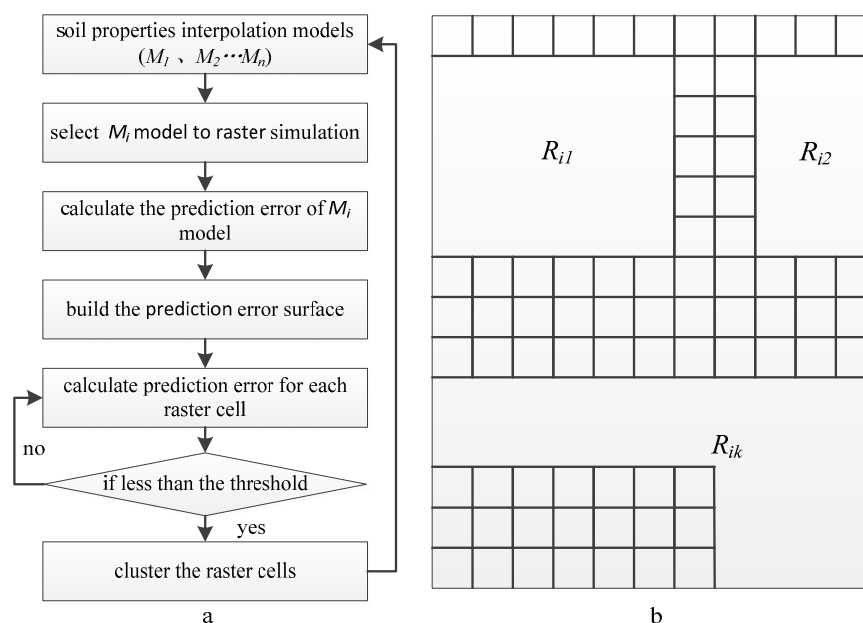 soil properties interpolation models
(M1 、M2⋯Mn)
select Mi model to raster simulation
calculate the prediction error of Mi
model
build the prediction error surface
calculate prediction error for each
raster cell
no
if less than the threshold
yes
cluster the raster cells
a
Ri1
Ri2
Rik
b